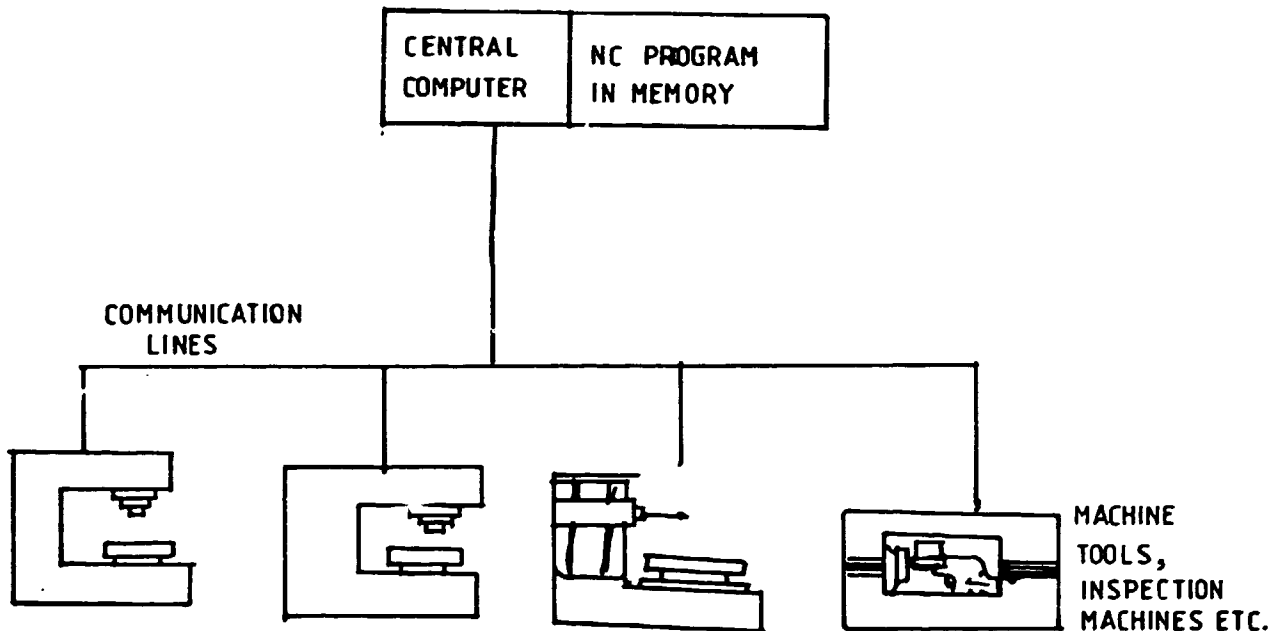 CENTRAL
COMPUTER
NC PROGRAM
IN MEMORY
COMMUNICATION
LINES
MACHINE
TOOLS,
INSPECTION
MACHINES ETC.